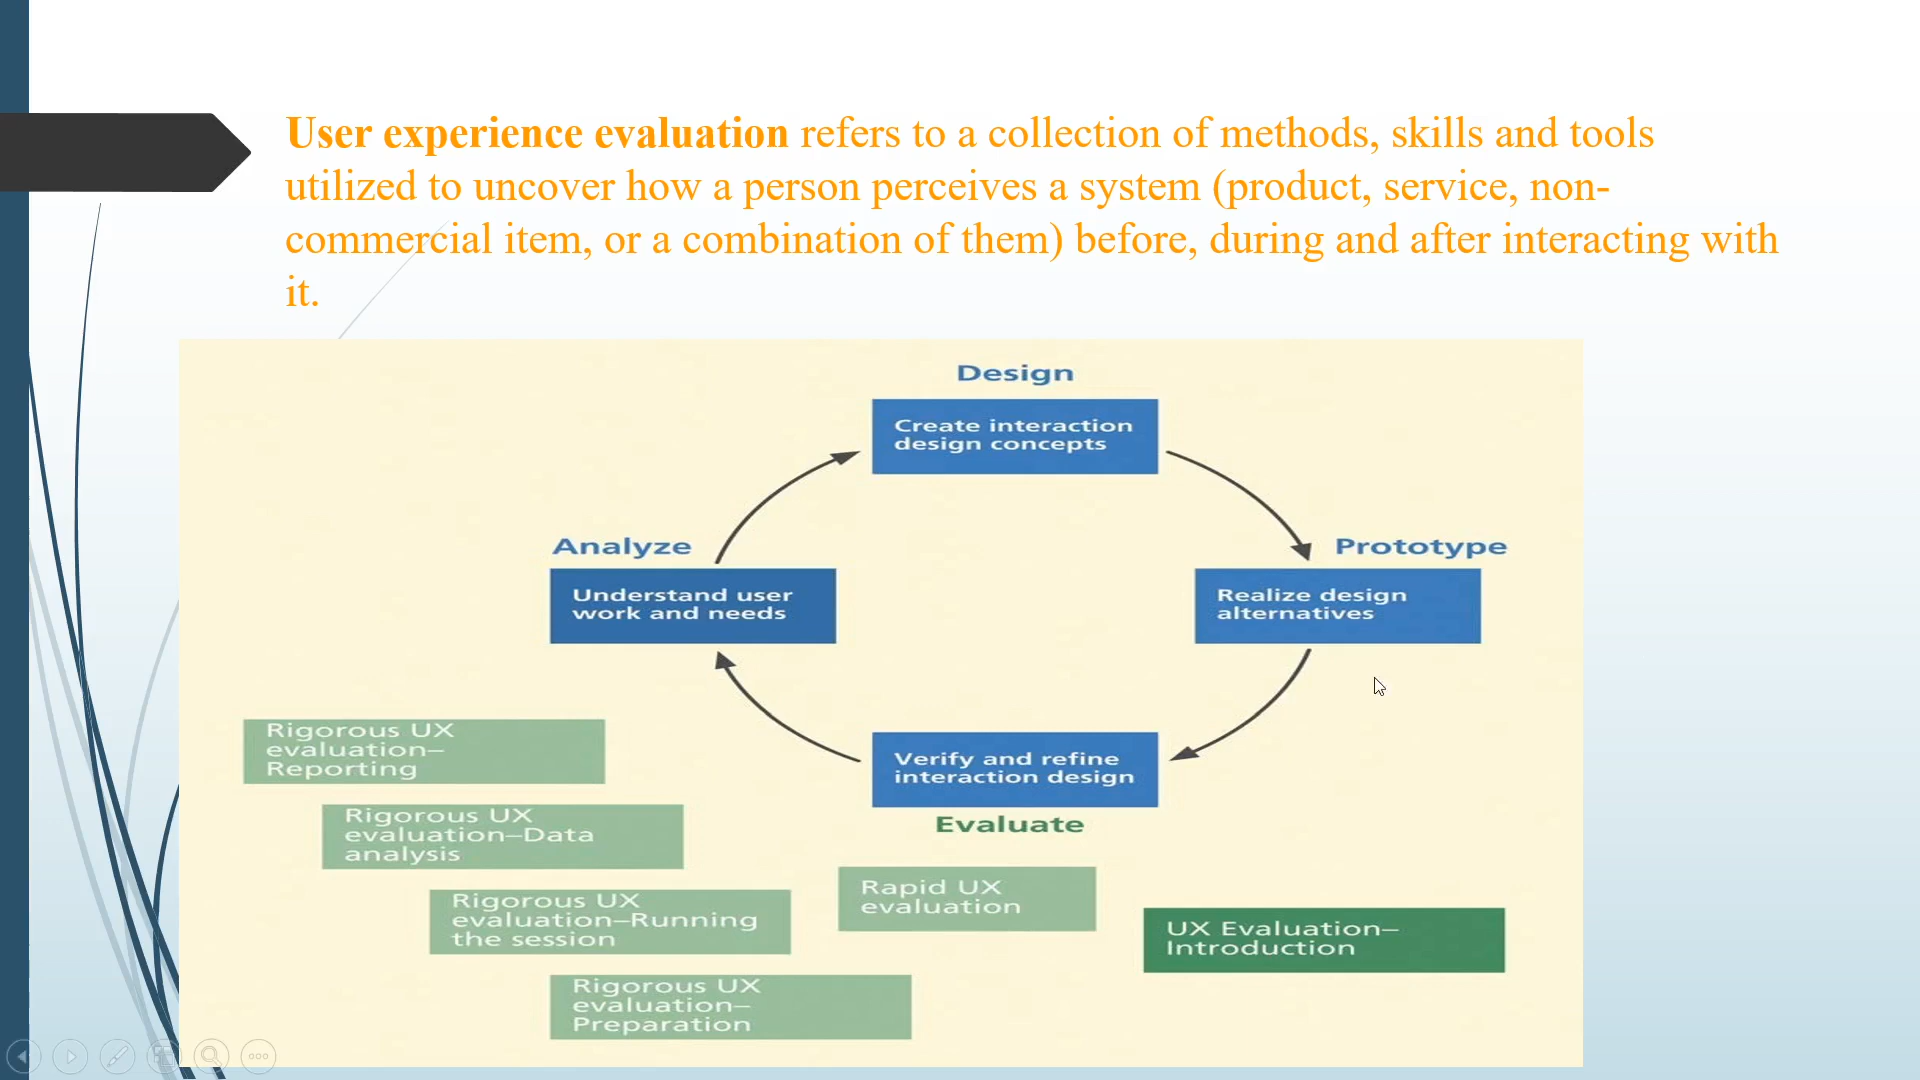 User experience evaluation refers to a collection of methods, skills and tools
utilized to uncover how a person perceives a system (product, service, non-
commercial item, or a combination of them) before, during and after interacting with
it.
Design
Create interaction
design concepts
Analyze
Understand user
work and needs
Prototype
Realize design
alternatives
Verify and refine
interaction design
Evaluate
Rigorous UX
evaluation–
Reporting
Rigorous UX
evaluation–Data
analysis
Rigorous UX
evaluation–Running
the session
Rigorous UX
evaluation–
Preparation
Rapid UX
evaluation
UX Evaluation–
Introduction